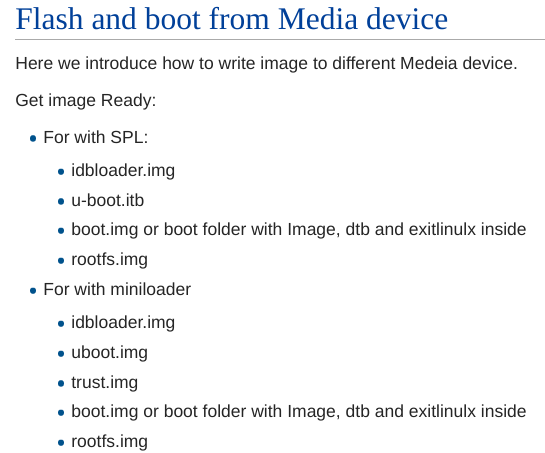 Flash and boot from Media device
Here we introduce how to write image to different Medeia device.
Get image Ready:
For with SPL:
idbloader.img
u-boot.itb
boot.img or boot folder with Image, dtb and exitlinulx inside
rootfs.img
For with miniloader
idbloader.img
uboot.img
trust.img
boot.img or boot folder with Image, dtb and exitlinulx inside
rootfs.img